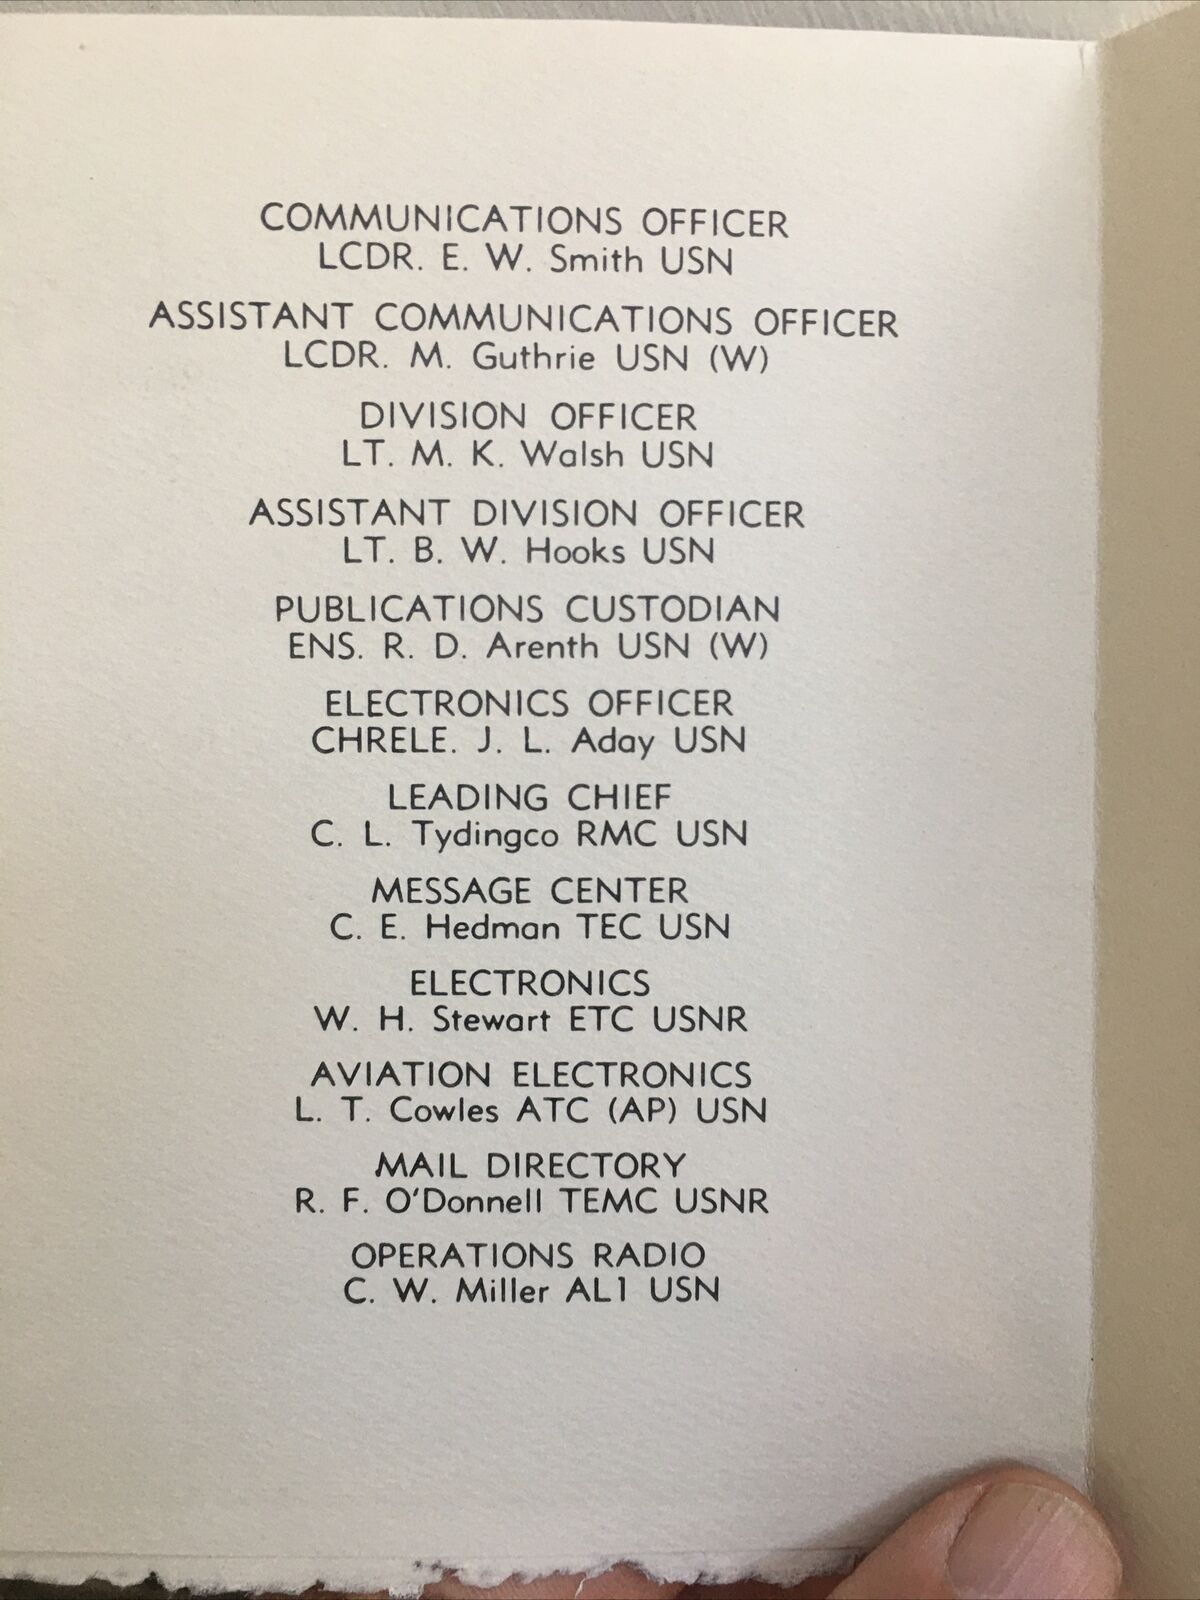 COMMUNICATIONS OFFICER
LCDR. E. W. Smith USN
ASSISTANT COMMUNICATIONS OFFICER
LCDR. M. Guthrie USN (W)
DIVISION OFFICER
LT. M. K. Walsh USN
ASSISTANT DIVISION OFFICER
LT. B. W. Hooks USN
PUBLICATIONS CUSTODIAN
ENS. R. D. Arenth USN (W)
ELECTRONICS OFFICER
CHRELE. J. L. Aday USN
LEADING CHIEF
C. L. Tydingco RMC USN
MESSAGE CENTER
C. E. Hedman TEC USN
ELECTRONICS
W. H. Stewart ETC USNR
AVIATION ELECTRONICS
L. T. Cowles ATC (AP) USN
MAIL DIRECTORY
R. F. O'Donnell TEMC USNR
OPERATIONS RADIO
C. W. Miller AL1 USN